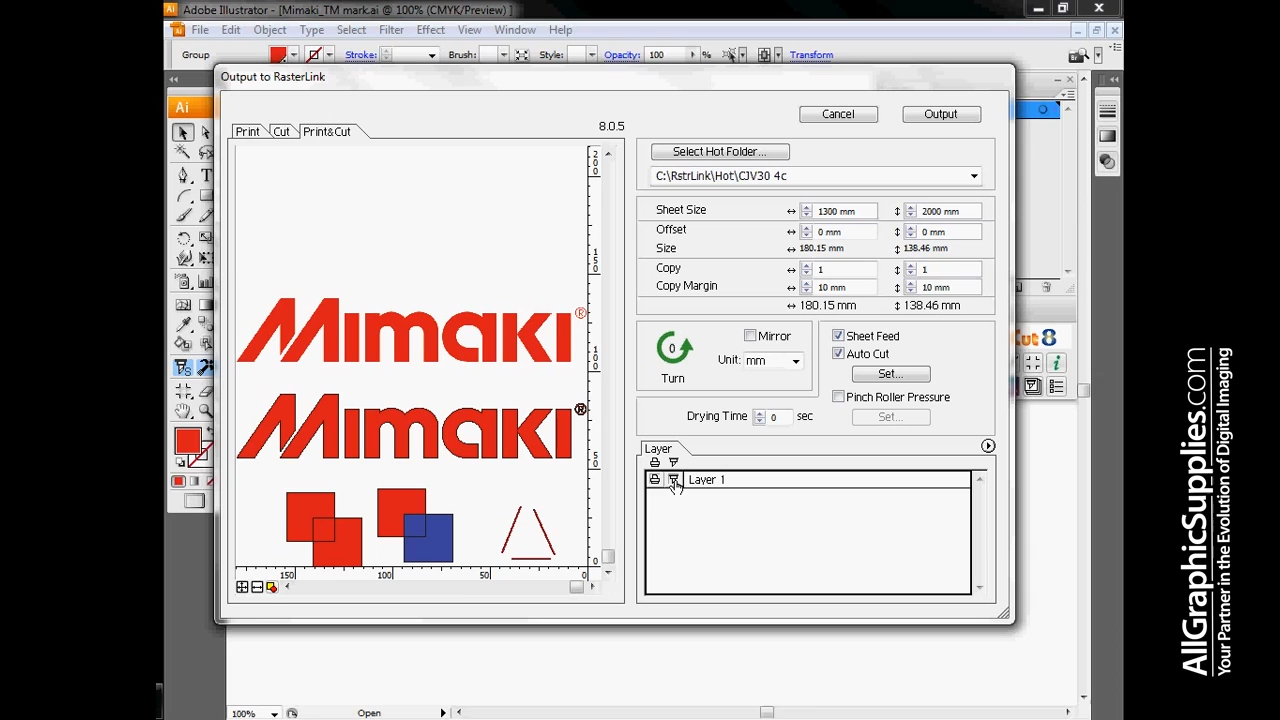 Adobe Illustrator - [Mimaki_TM mark.ai @ 100% (CMYK/Preview) ]
File Edit Object Type Select Filter Effect View Window Help
Group Stroke: Brush: Style: Opacity: 100 % Transform
Output to RasterLink
Ai
Print Cut Print&Cut
8.0.5
Cancel Output
Select Hot Folder...
C:\RstrLink\Hot\CJV30 4c
Sheet Size 1300 mm 2000 mm
Offset 0 mm 0 mm
Size 180.15 mm 138.46 mm
Copy 1 1
Copy Margin 10 mm 10 mm
180.15 mm 138.46 mm
0
Turn
Mirror
Unit: mm
Sheet Feed
Auto Cut
Set...
Pinch Roller Pressure
Set...
Drying Time 0 sec
Layer
Layer 1
200
150
100
50
0
Mimaki®
Mimaki®
150 100 50 0
Cut 8
100% Open
AllGraphicSupplies.com
Your Partner in the Evolution of Digital Imaging